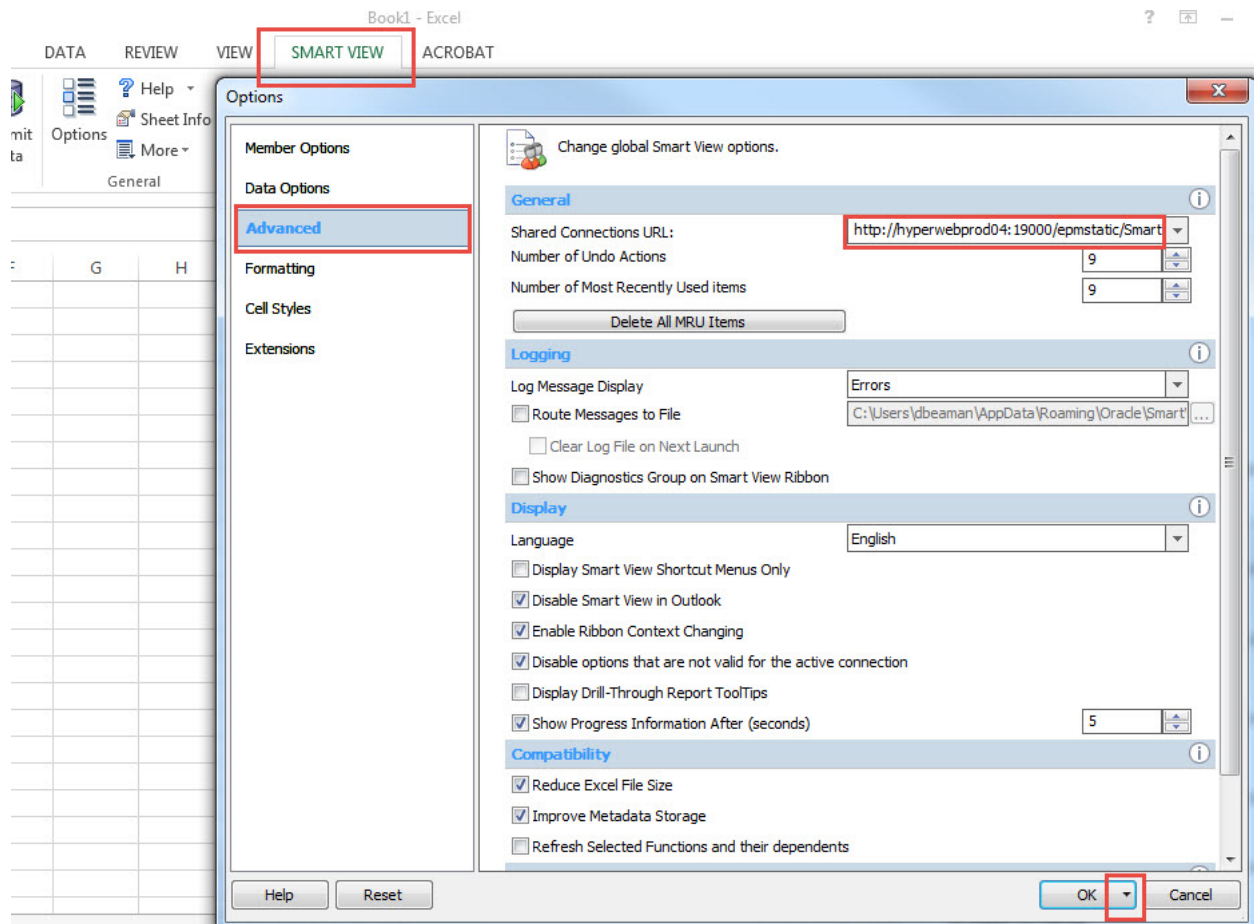 Book1 - Excel
?
DATA REVIEW VIEW SMART VIEW ACROBAT
Help
Sheet Info
More
mit
ta
Options
General
G H
Options
Member Options
Data Options
Advanced
Formatting
Cell Styles
Extensions
Change global Smart View options.
General
Shared Connections URL: http://hyperwebprod04:19000/epmstatic/Smart
Number of Undo Actions 9
Number of Most Recently Used items 9
Delete All MRU Items
Logging
Log Message Display Errors
Route Messages to File C:\Users\dbeaman\AppData\Roaming\Oracle\Smart ...
Clear Log File on Next Launch
Show Diagnostics Group on Smart View Ribbon
Display
Language English
Display Smart View Shortcut Menus Only
Disable Smart View in Outlook
Enable Ribbon Context Changing
Disable options that are not valid for the active connection
Display Drill-Through Report ToolTips
Show Progress Information After (seconds) 5
Compatibility
Reduce Excel File Size
Improve Metadata Storage
Refresh Selected Functions and their dependents
Help Reset OK Cancel